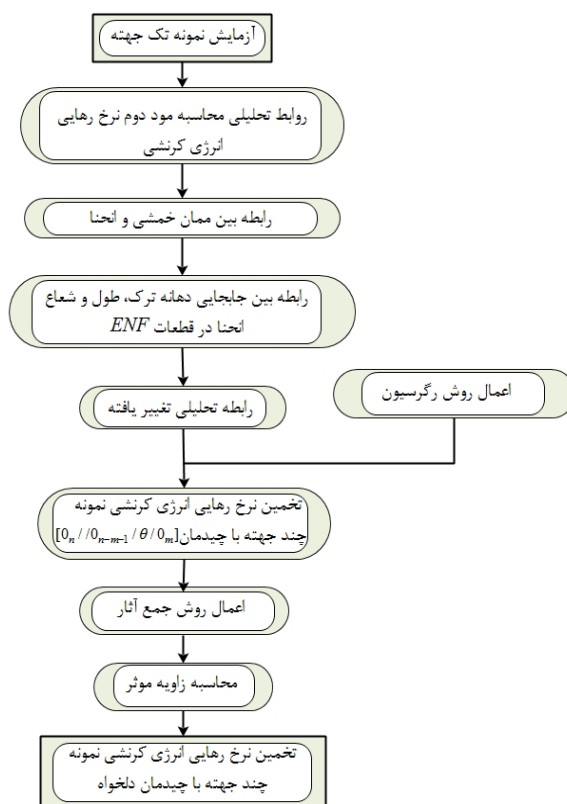 آزمایش نمونه تک جهته
روابط تحلیلی محاسبه مود دوم نرخ رهایی
انرژی کرنشی
رابطه بین ممان خمشی و انحنا
رابطه بین جابجایی دهانه ترک، طول و شعاع
انحنا در قطعات ENF
رابطه تحلیلی تغییر یافته
اعمال روش رگرسیون
تخمین نرخ رهایی انرژی کرنشی نمونه
چند جهته با چیدمان [0ₙ//0ₙ₋ₘ₋₁/θ/0ₘ]
اعمال روش جمع آثار
محاسبه زاویه موثر
تخمین نرخ رهایی انرژی کرنشی نمونه
چند جهته با چیدمان دلخواه